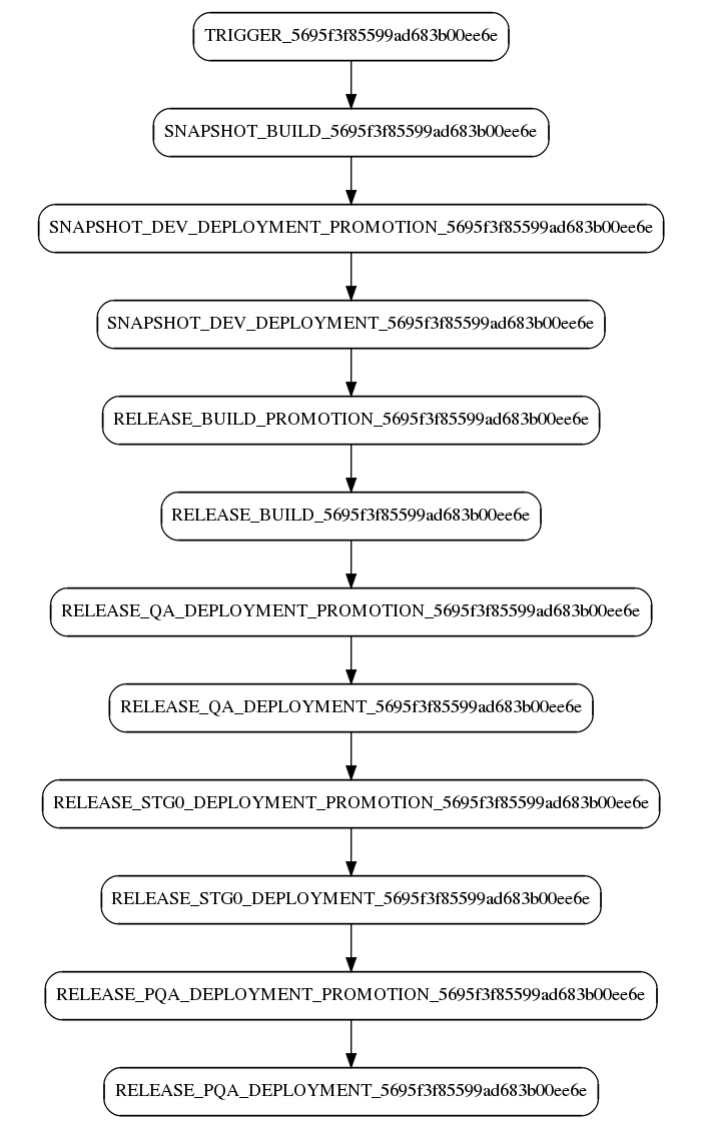 TRIGGER_5695f3f85599ad683b00ee6e
SNAPSHOT_BUILD_5695f3f85599ad683b00ee6e
SNAPSHOT_DEV_DEPLOYMENT_PROMOTION_5695f3f85599ad683b00ee6e
SNAPSHOT_DEV_DEPLOYMENT_5695f3f85599ad683b00ee6e
RELEASE_BUILD_PROMOTION_5695f3f85599ad683b00ee6e
RELEASE_BUILD_5695f3f85599ad683b00ee6e
RELEASE_QA_DEPLOYMENT_PROMOTION_5695f3f85599ad683b00ee6e
RELEASE_QA_DEPLOYMENT_5695f3f85599ad683b00ee6e
RELEASE_STG0_DEPLOYMENT_PROMOTION_5695f3f85599ad683b00ee6e
RELEASE_STG0_DEPLOYMENT_5695f3f85599ad683b00ee6e
RELEASE_PQA_DEPLOYMENT_PROMOTION_5695f3f85599ad683b00ee6e
RELEASE_PQA_DEPLOYMENT_5695f3f85599ad683b00ee6e